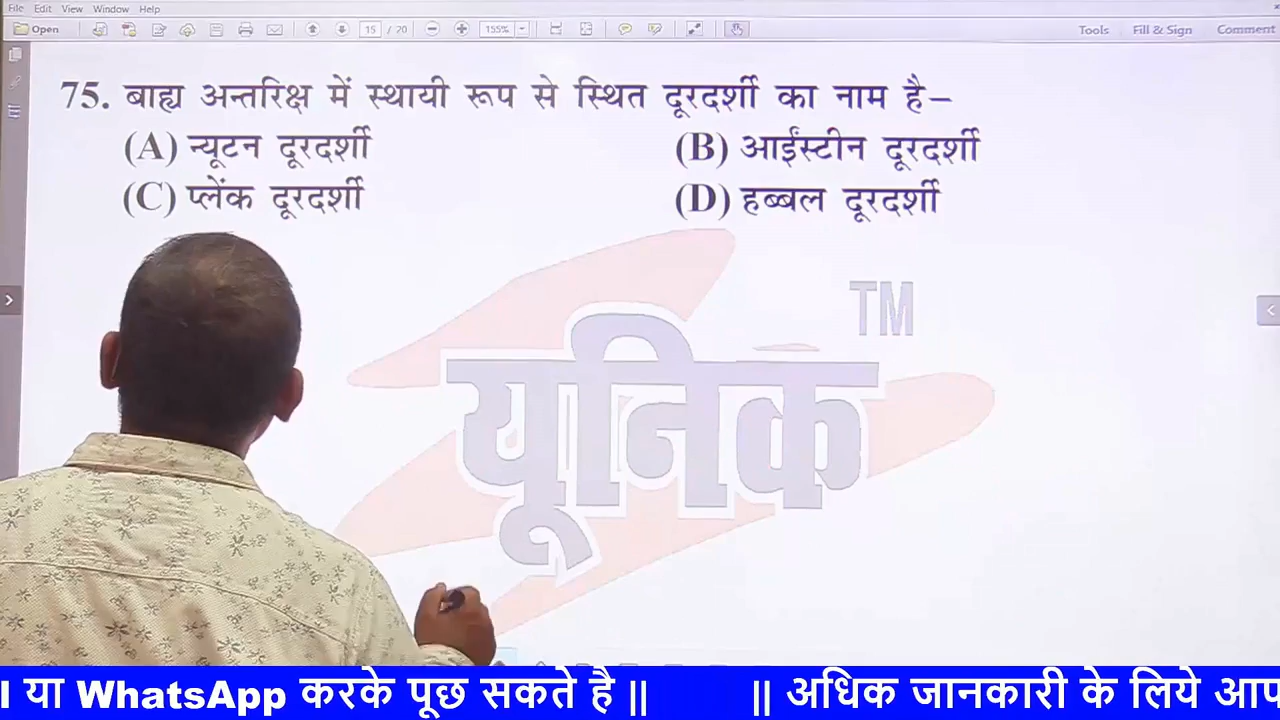 File Edit View Window Help
Open 15 / 20 155% Tools Fill & Sign Comment
75. बाह्य अन्तरिक्ष में स्थायी रूप से स्थित दूरदर्शी का नाम है–
(A) न्यूटन दूरदर्शी (B) आईंस्टीन दूरदर्शी
(C) प्लेंक दूरदर्शी (D) हब्बल दूरदर्शी
TM
यूनिक
या WhatsApp करके पूछ सकते है || || अधिक जानकारी के लिये आप